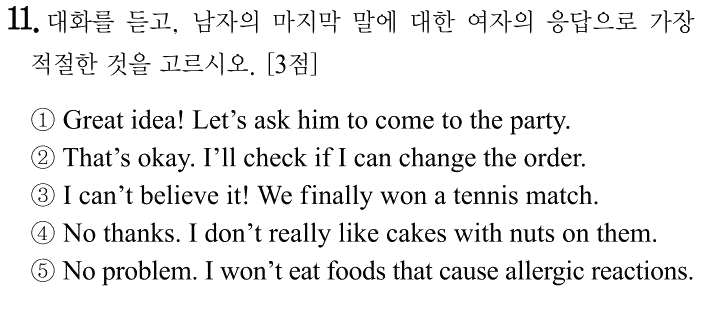 11. 대화를 듣고, 남자의 마지막 말에 대한 여자의 응답으로 가장
적절한 것을 고르시오. [3점]
① Great idea! Let’s ask him to come to the party.
② That’s okay. I’ll check if I can change the order.
③ I can’t believe it! We finally won a tennis match.
④ No thanks. I don’t really like cakes with nuts on them.
⑤ No problem. I won’t eat foods that cause allergic reactions.